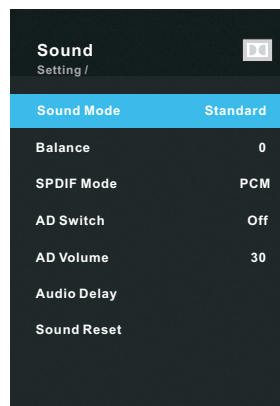 Sound
Setting /
Sound Mode Standard
Balance 0
SPDIF Mode PCM
AD Switch Off
AD Volume 30
Audio Delay
Sound Reset